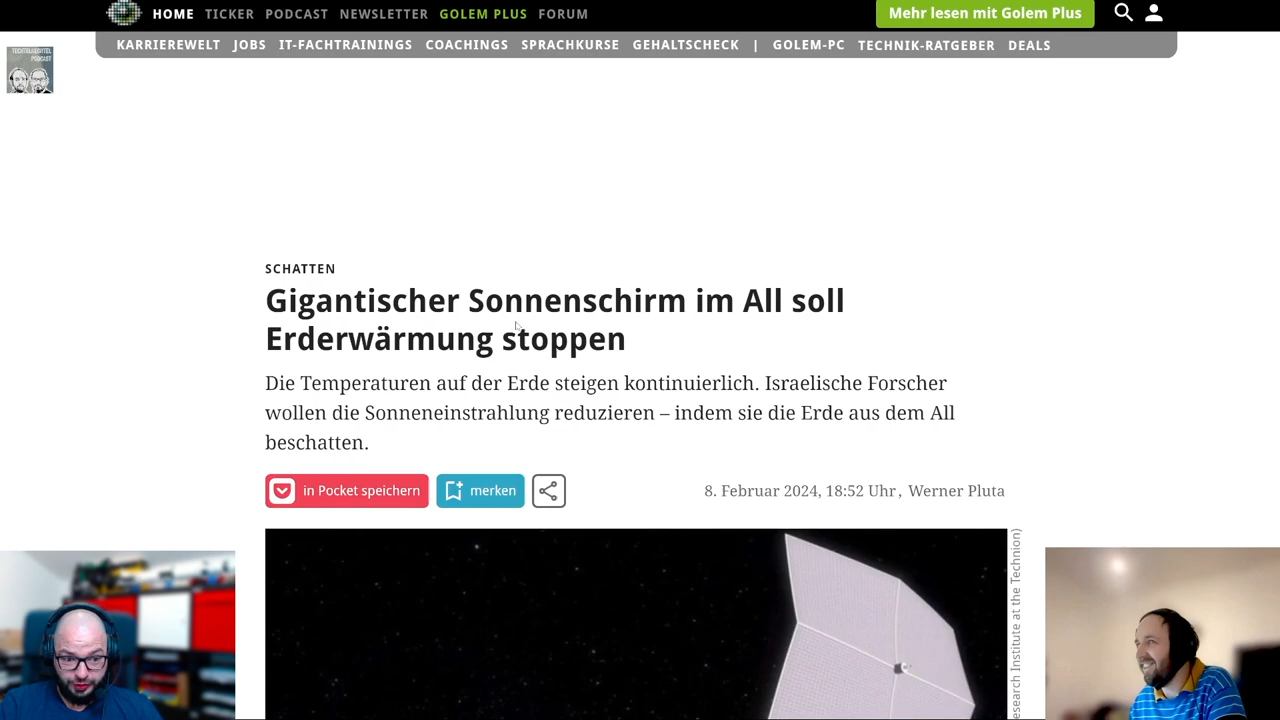 HOME TICKER PODCAST NEWSLETTER GOLEM PLUS FORUM Mehr lesen mit Golem Plus
KARRIEREWELT JOBS IT-FACHTRAININGS COACHINGS SPRACHKURSE GEHALTSCHECK | GOLEM-PC TECHNIK-RATGEBER DEALS
PODCAST
SCHATTEN
Gigantischer Sonnenschirm im All soll
Erderwärmung stoppen
Die Temperaturen auf der Erde steigen kontinuierlich. Israelische Forscher
wollen die Sonneneinstrahlung reduzieren – indem sie die Erde aus dem All
beschatten.
in Pocket speichern merken 8. Februar 2024, 18:52 Uhr, Werner Pluta
esearch Institute at the Technion)